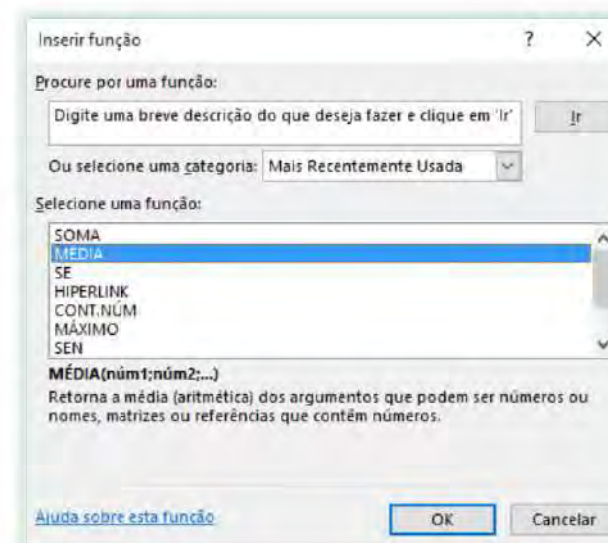 Inserir função ? ×
Procure por uma função:
Digite uma breve descrição do que deseja fazer e clique em 'Ir'
Ir
Ou selecione uma categoria: Mais Recentemente Usada
Selecione uma função:
SOMA
MÉDIA
SE
HIPERLINK
CONT.NÚM
MÁXIMO
SEN
MÉDIA(núm1;núm2;...)
Retorna a média (aritmética) dos argumentos que podem ser números ou
nomes, matrizes ou referências que contêm números.
Ajuda sobre esta função
OK
Cancelar